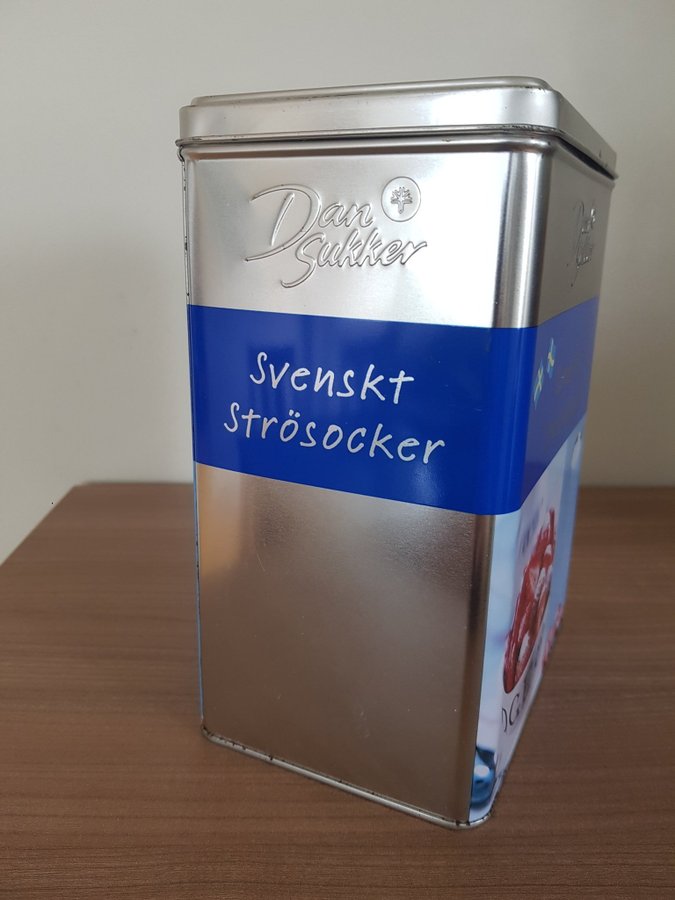 Dan
Sukker
Svenskt
Strösocker